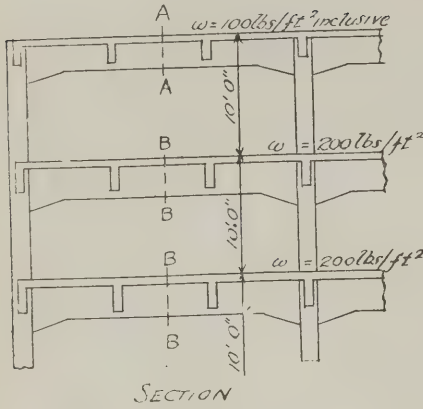 A
w=100lbs/ft² inclusive
A
10'0"
B
w = 200lbs/ft²
B
10'0"
B
w = 200lbs/ft²
B
10'0"
SECTION